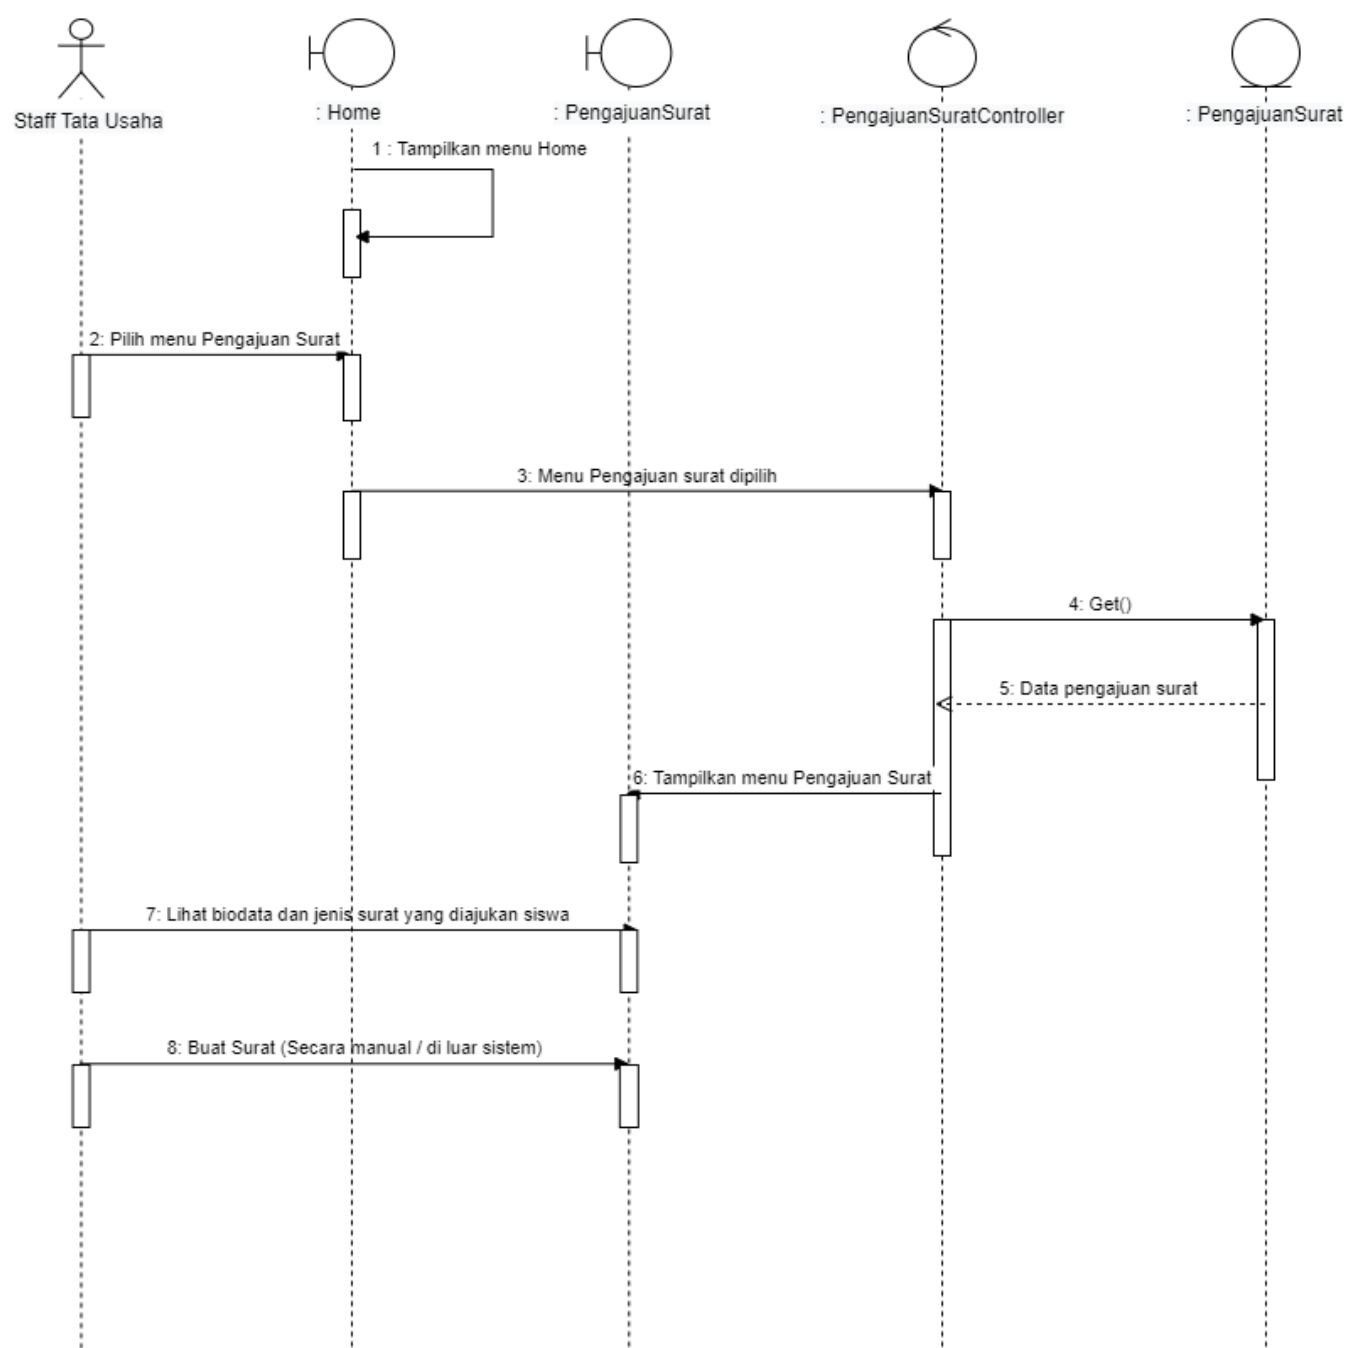 Staff Tata Usaha
: Home
: PengajuanSurat
: PengajuanSuratController
: PengajuanSurat
1 : Tampilkan menu Home
2: Pilih menu Pengajuan Surat
3: Menu Pengajuan surat dipilih
4: Get()
5: Data pengajuan surat
6: Tampilkan menu Pengajuan Surat
7: Lihat biodata dan jenis surat yang diajukan siswa
8: Buat Surat (Secara manual / di luar sistem)